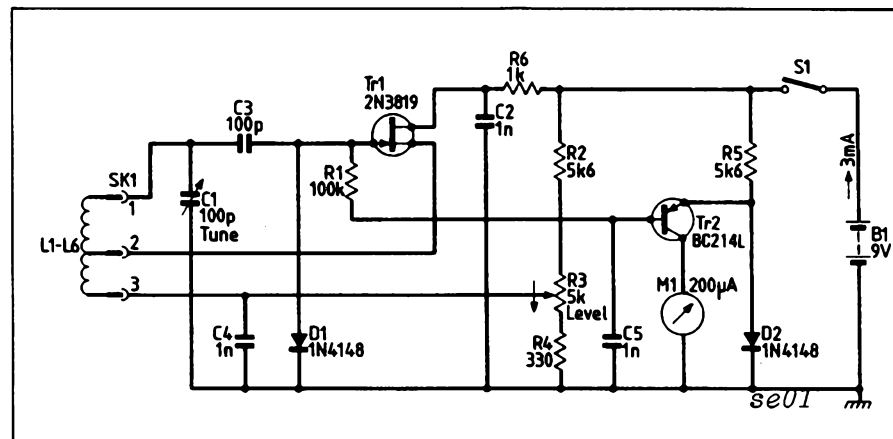 R6
1k
S1
Tr1
2N3819
C3
100p
C2
1n
3mA
R2
5k6
R5
5k6
SK1
1
R1
100k
C1
100p
Tune
Tr2
BC214L
B1
9V
L1-L6
2
3
R3
5k
Level
M1 200µA
C4
1n
D1
1N4148
R4
330
C5
1n
D2
1N4148
se01